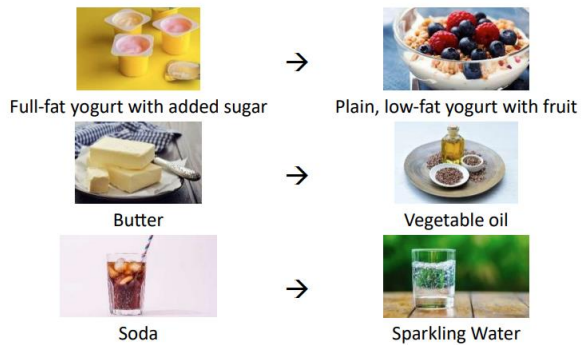 →
Full-fat yogurt with added sugar
Plain, low-fat yogurt with fruit
→
Butter
Vegetable oil
→
Soda
Sparkling Water